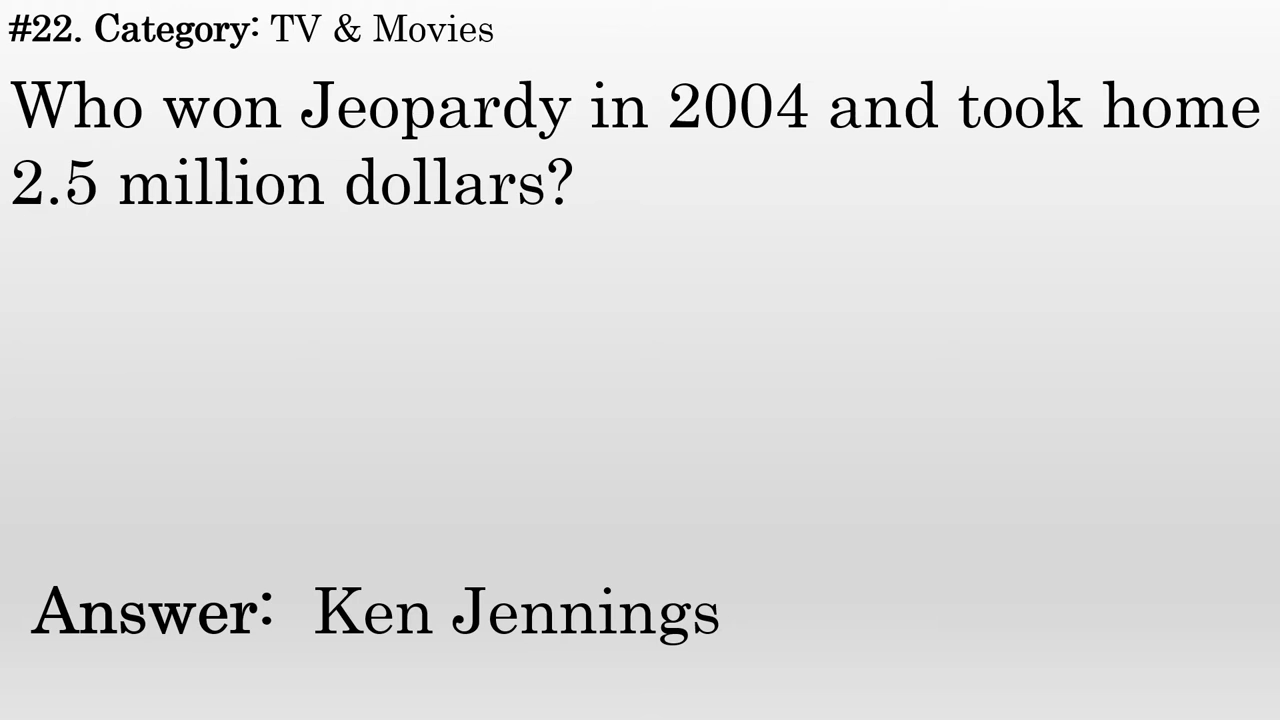 #22. Category: TV & Movies
Who won Jeopardy in 2004 and took home
2.5 million dollars?
Answer: Ken Jennings